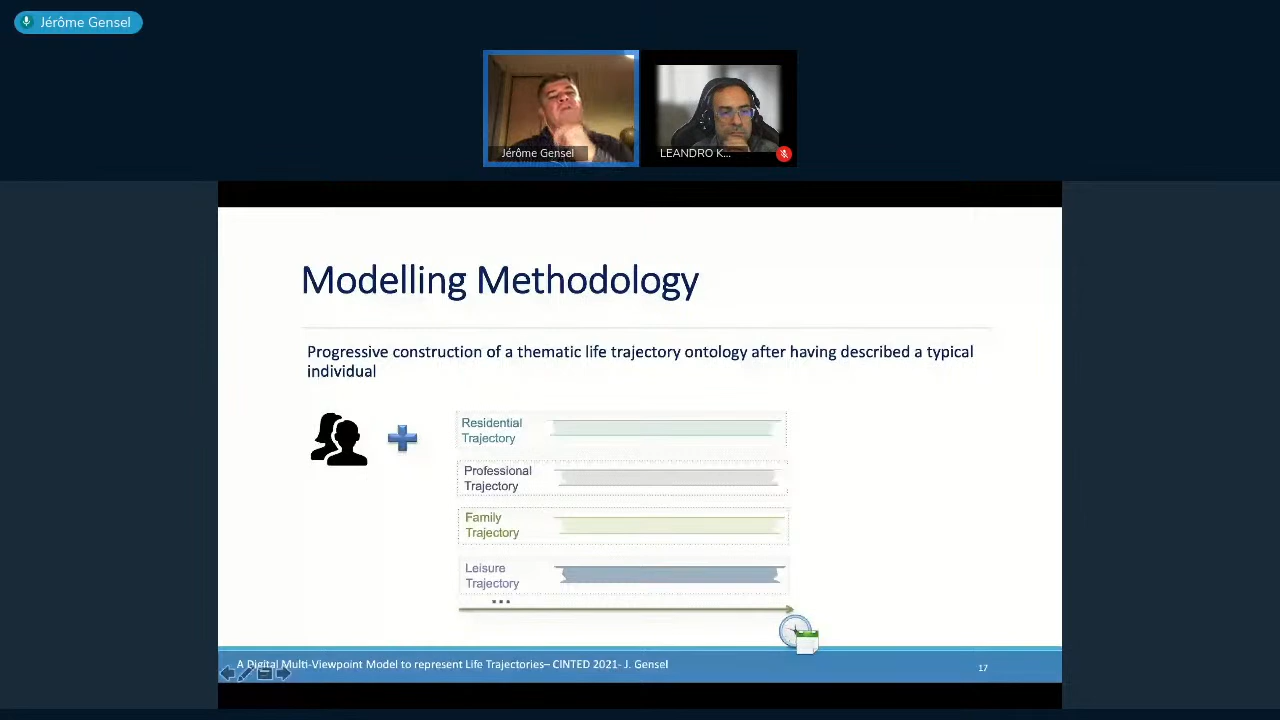 Jérôme Gensel
Jérôme Gensel
LEANDRO K...
Modelling Methodology
Progressive construction of a thematic life trajectory ontology after having described a typical
individual
Residential
Trajectory
Professional
Trajectory
Family
Trajectory
Leisure
Trajectory
...
A Digital Multi-Viewpoint Model to represent Life Trajectories– CINTED 2021- J. Gensel
17